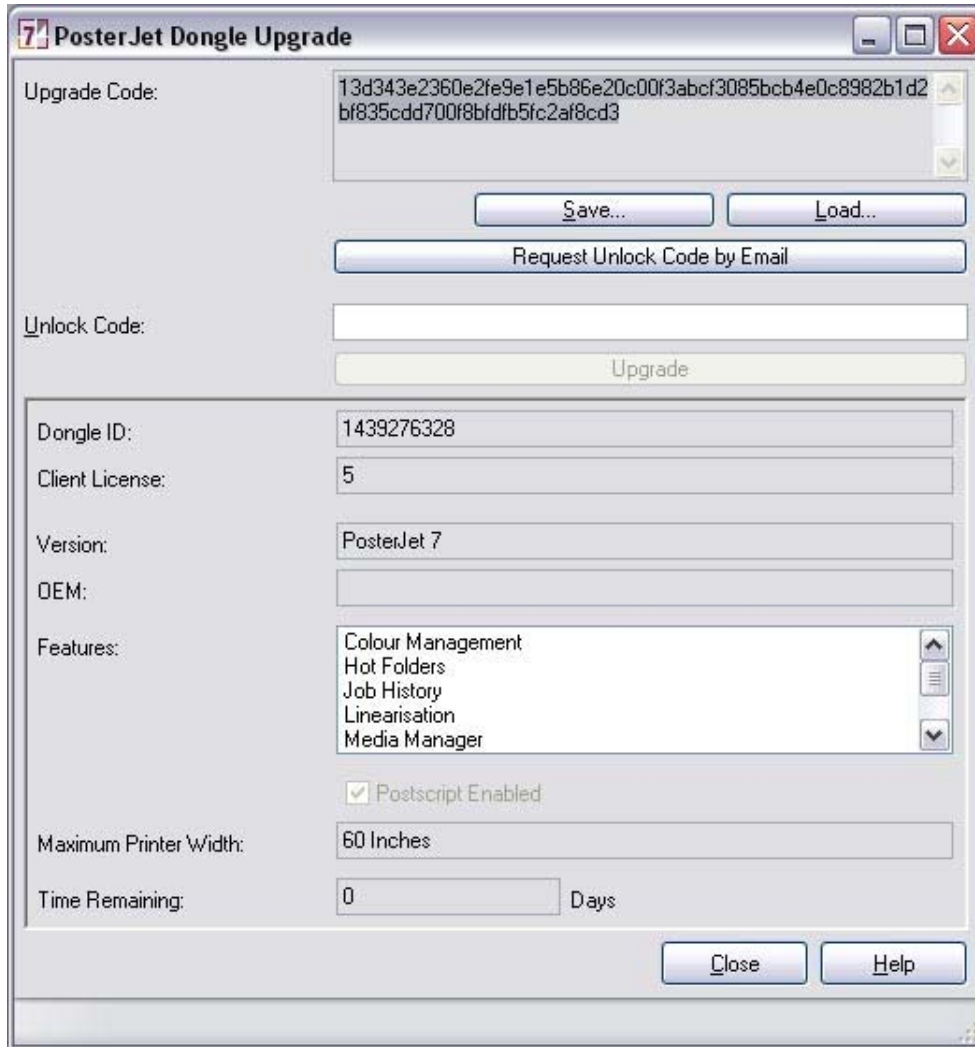 7 PosterJet Dongle Upgrade
Upgrade Code:
13d343e2360e2fe9e1e5b86e20c00f3abcf3085bcb4e0c8982b1d2
bf835cdd700f8bfdfb5fc2af8cd3
Save... Load...
Request Unlock Code by Email
Unlock Code:
Upgrade
Dongle ID: 1439276328
Client License: 5
Version: PosterJet 7
OEM:
Features:
Colour Management
Hot Folders
Job History
Linearisation
Media Manager
Postscript Enabled
Maximum Printer Width: 60 Inches
Time Remaining: 0 Days
Close Help